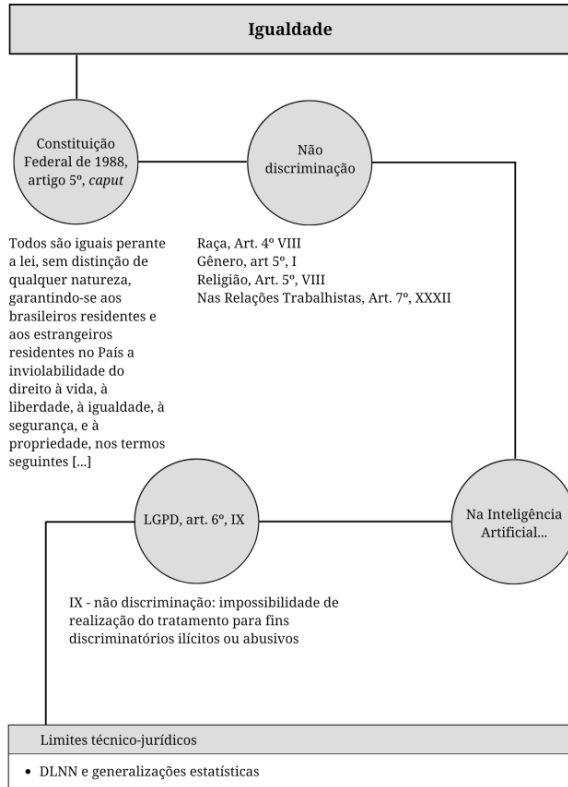 Igualdade
Constituição
Federal de 1988,
artigo 5º, caput
Não
discriminação
Todos são iguais perante
a lei, sem distinção de
qualquer natureza,
garantindo-se aos
brasileiros residentes e
aos estrangeiros
residentes no País a
inviolabilidade do
direito à vida, à
liberdade, à igualdade, à
segurança, e à
propriedade, nos termos
seguintes [...]
Raça, Art. 4º VIII
Gênero, art 5º, I
Religião, Art. 5º, VIII
Nas Relações Trabalhistas, Art. 7º, XXXII
LGPD, art. 6º, IX
Na Inteligência
Artificial...
IX - não discriminação: impossibilidade de
realização do tratamento para fins
discriminatórios ilícitos ou abusivos
Limites técnico-jurídicos
• DLNN e generalizações estatísticas